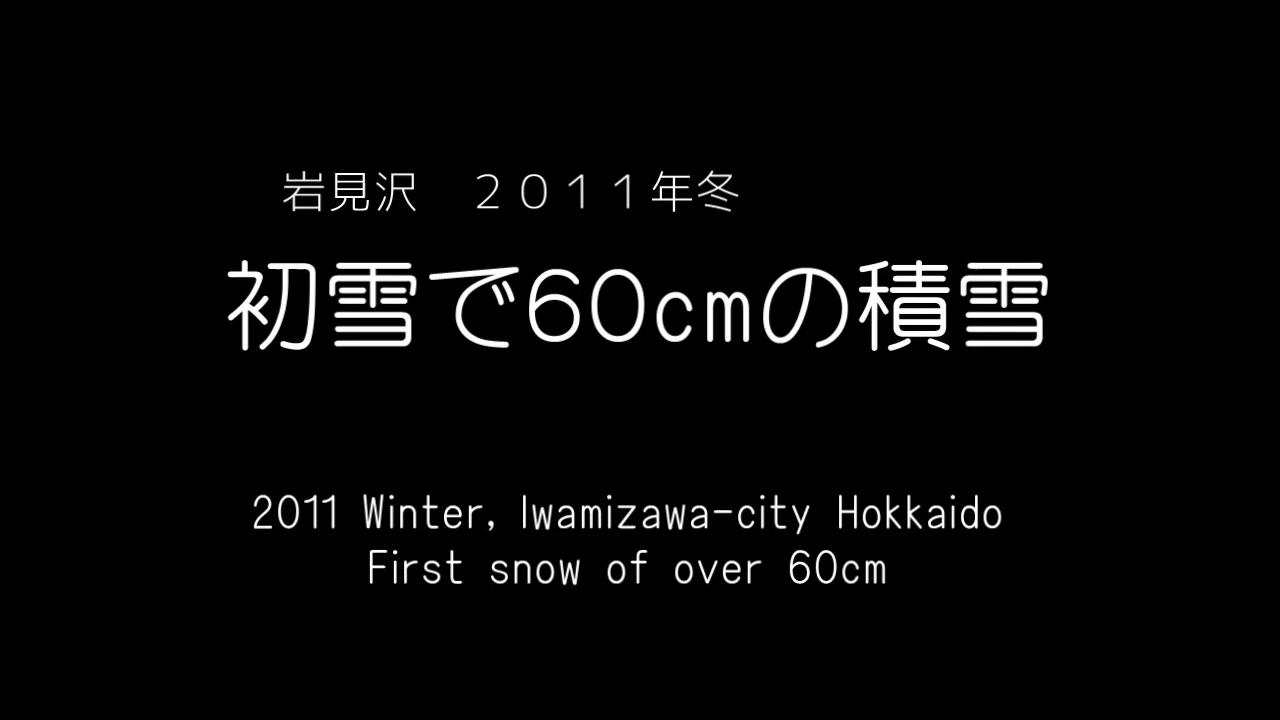 岩見沢　２０１１年冬
初雪で60cmの積雪
2011 Winter, Iwamizawa-city Hokkaido
First snow of over 60cm